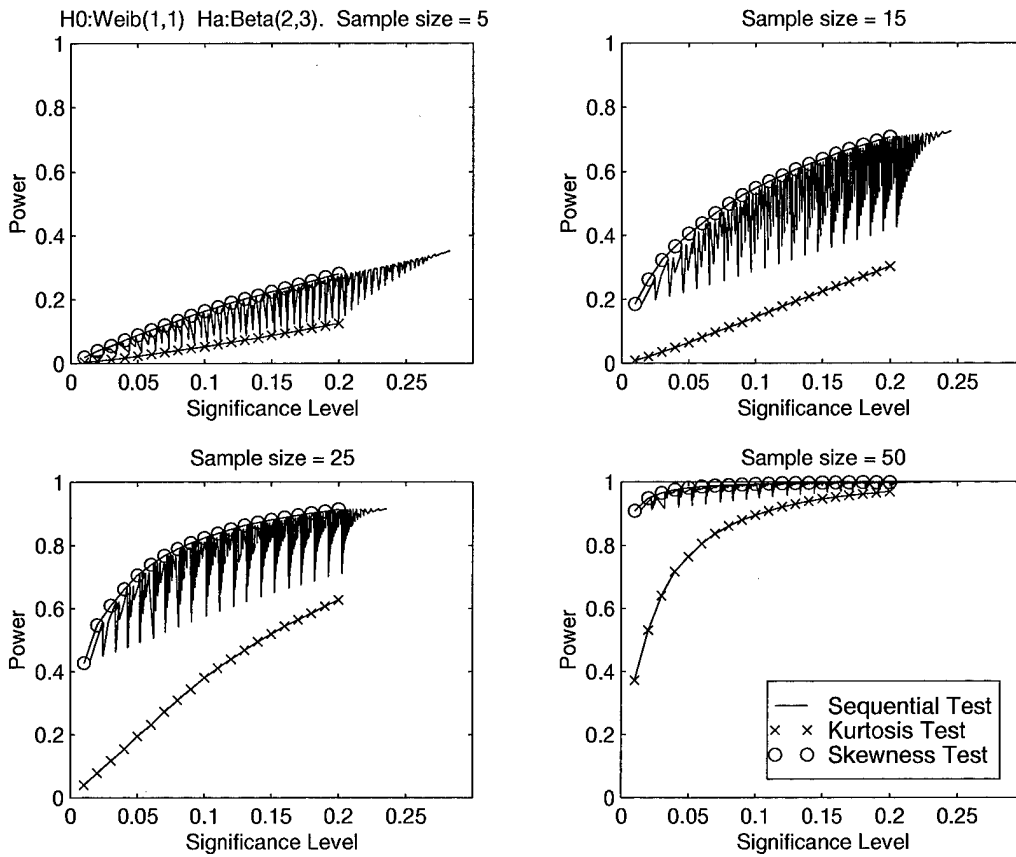 H0:Weib(1,1) Ha:Beta(2,3). Sample size = 5
1
0.8
0.6
0.4
0.2
0
Power
0 0.05 0.1 0.15 0.2 0.25
Significance Level
Sample size = 15
1
0.8
0.6
0.4
0.2
0
Power
0 0.05 0.1 0.15 0.2 0.25
Significance Level
Sample size = 25
1
0.8
0.6
0.4
0.2
0
Power
0 0.05 0.1 0.15 0.2 0.25
Significance Level
Sample size = 50
1
0.8
0.6
0.4
0.2
0
Power
Sequential Test
Kurtosis Test
Skewness Test
0 0.05 0.1 0.15 0.2 0.25
Significance Level